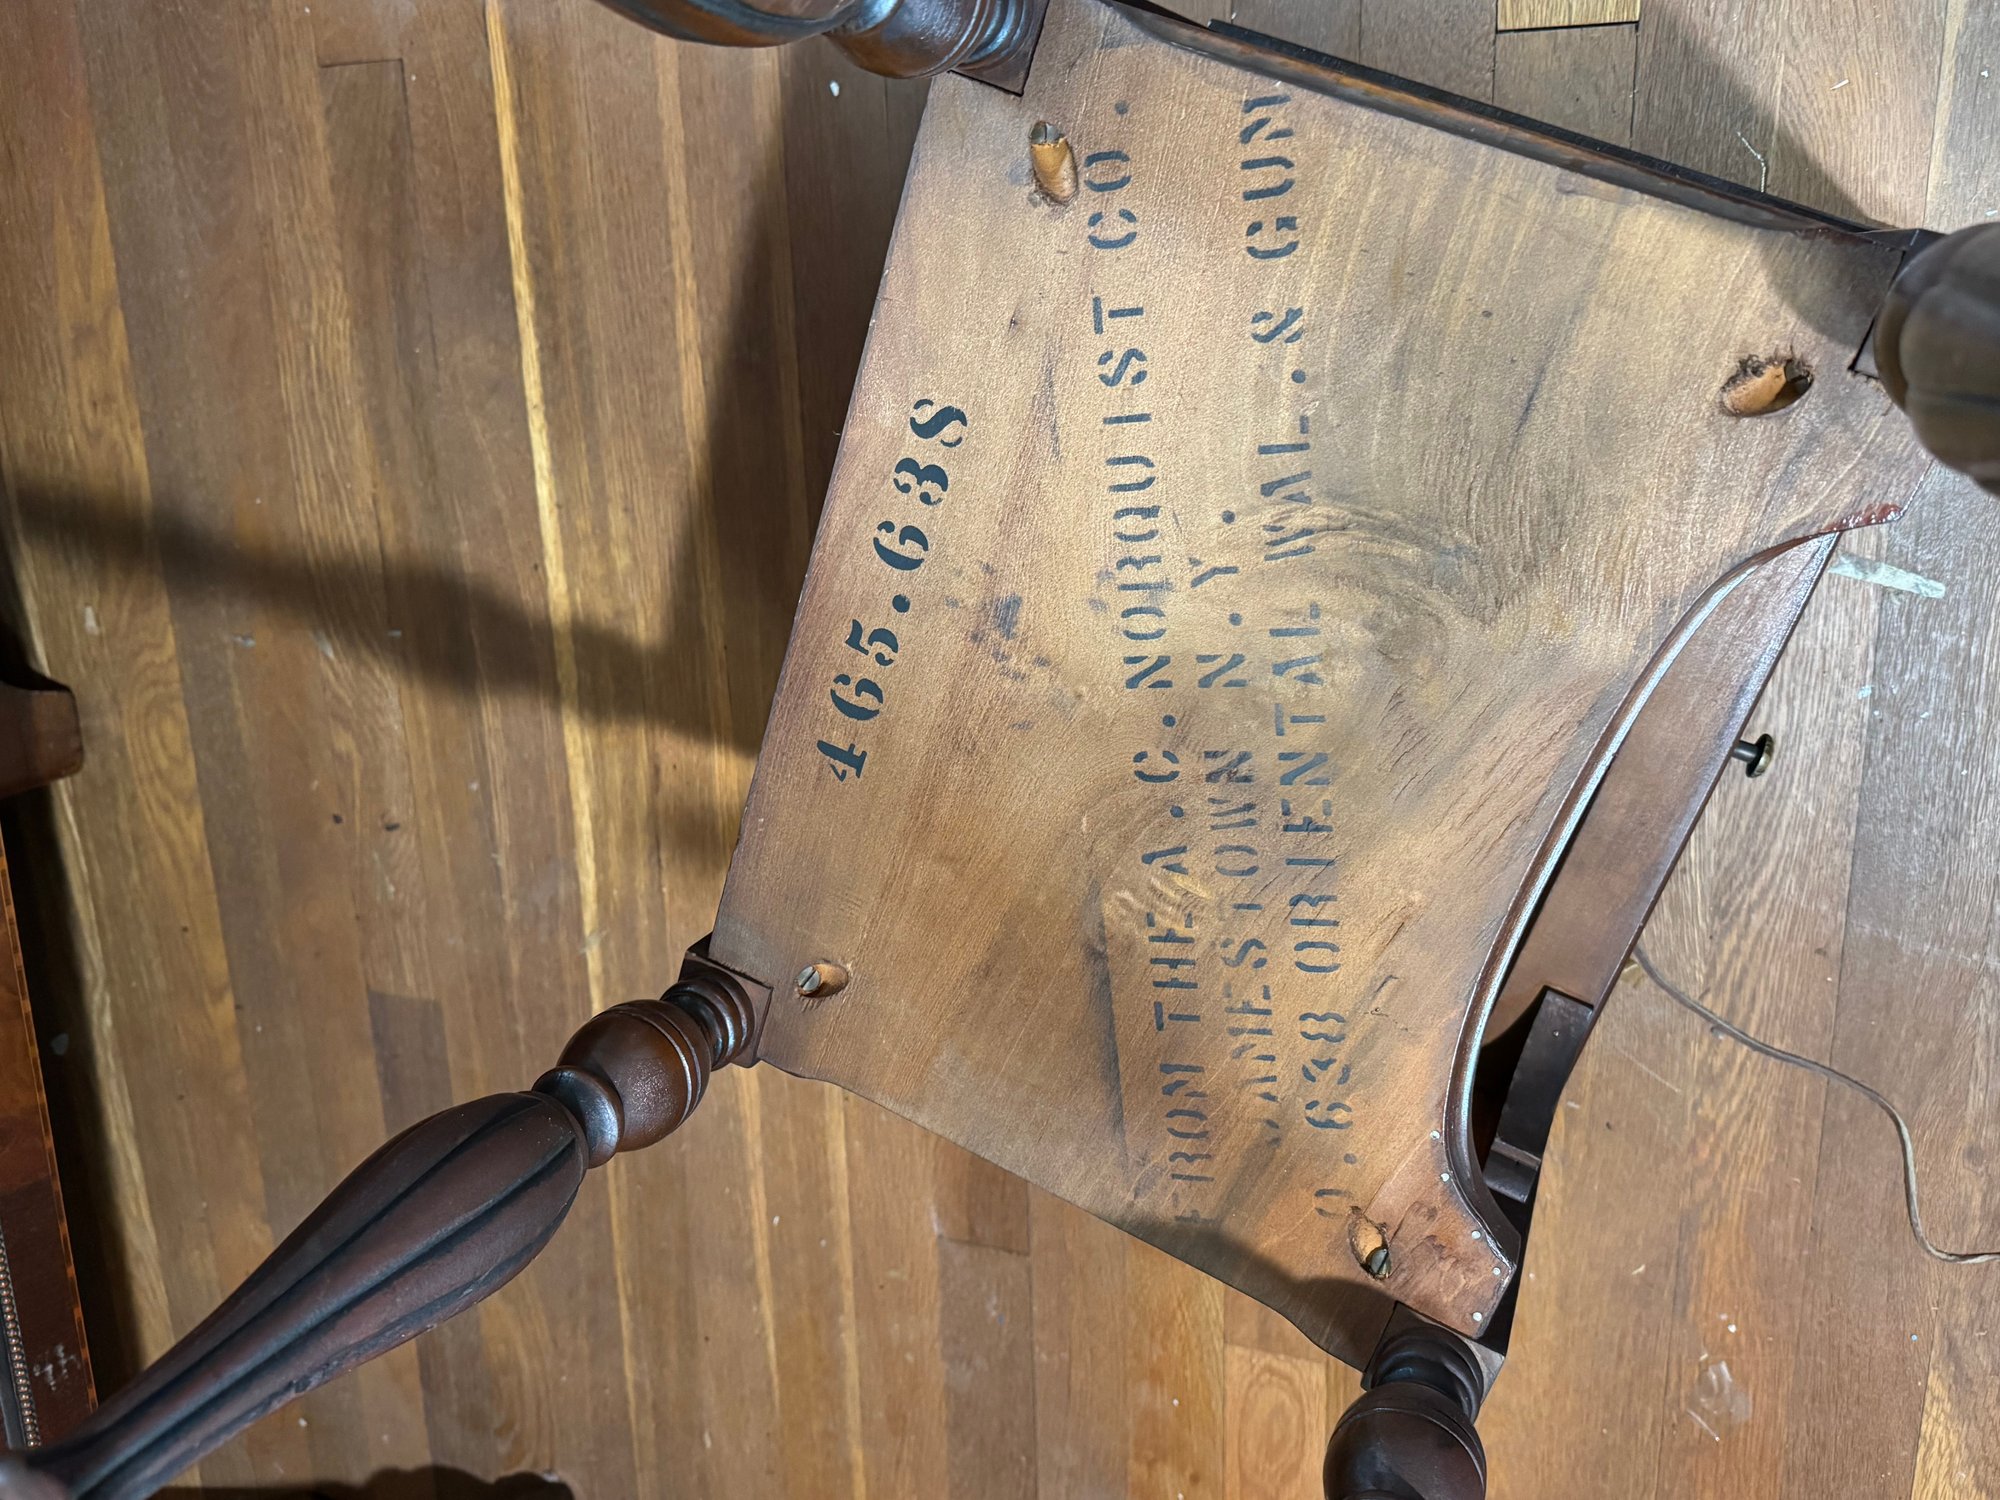 465.638
FROM THE A.C. NORQUIST CO.
JAMESTOWN N.Y.
O. 638 ORIENTAL WAL. & GUM